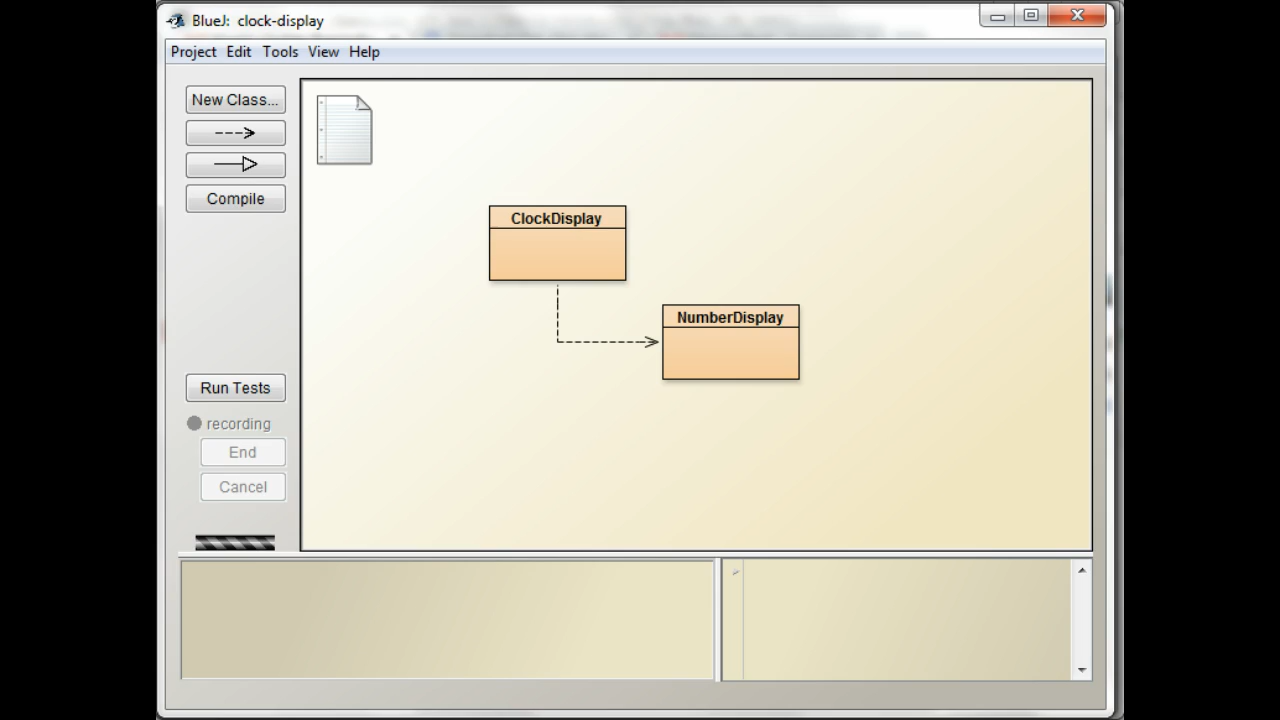 BlueJ: clock-display
Project Edit Tools View Help
New Class...
Compile
ClockDisplay
NumberDisplay
Run Tests
recording
End
Cancel